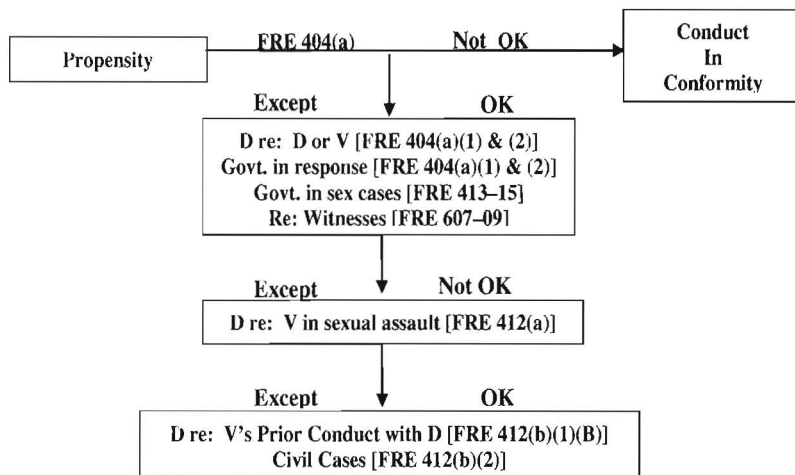 FRE 404(a) Not OK
Propensity
Conduct
In
Conformity
Except OK
D re: D or V [FRE 404(a)(1) & (2)]
Govt. in response [FRE 404(a)(1) & (2)]
Govt. in sex cases [FRE 413–15]
Re: Witnesses [FRE 607–09]
Except Not OK
D re: V in sexual assault [FRE 412(a)]
Except OK
D re: V's Prior Conduct with D [FRE 412(b)(1)(B)]
Civil Cases [FRE 412(b)(2)]